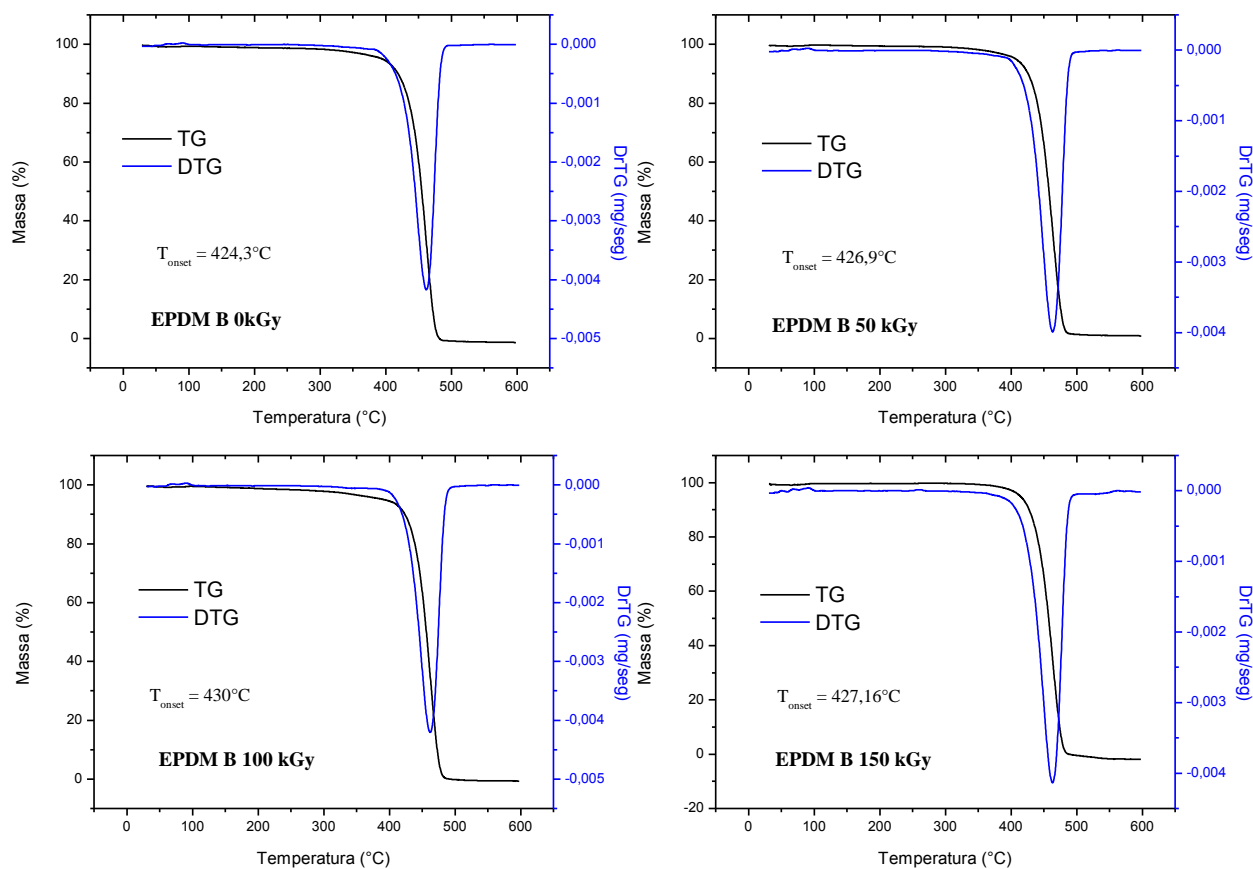 100
80
60
40
20
0
Massa (%)
TG
DTG
T onset = 424,3°C
EPDM B 0kGy
0,000
-0,001
-0,002
-0,003
-0,004
-0,005
DrTG (mg/seg)
0 100 200 300 400 500 600
Temperatura (°C)
100
80
60
40
20
0
Massa (%)
TG
DTG
T onset = 426,9°C
EPDM B 50 kGy
0,000
-0,001
-0,002
-0,003
-0,004
DrTG (mg/seg)
0 100 200 300 400 500 600
Temperatura (°C)
100
80
60
40
20
0
Massa (%)
TG
DTG
T onset = 430°C
EPDM B 100 kGy
0,000
-0,001
-0,002
-0,003
-0,004
-0,005
DrTG (mg/seg)
0 100 200 300 400 500 600
Temperatura (°C)
100
80
60
40
20
0
-20
Massa (%)
TG
DTG
T onset = 427,16°C
EPDM B 150 kGy
0,000
-0,001
-0,002
-0,003
-0,004
DrTG (mg/seg)
0 100 200 300 400 500 600
Temperatura (°C)